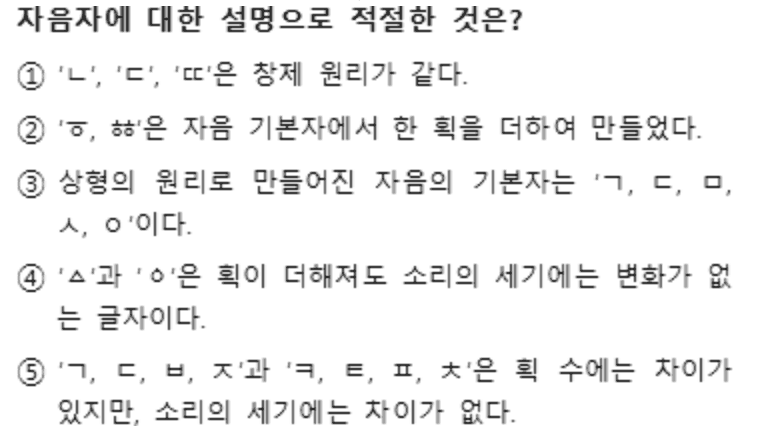 자음자에 대한 설명으로 적절한 것은?
① 'ㄴ', 'ㄷ', 'ㄸ'은 창제 원리가 같다.
② 'ㅎ, ㆅ'은 자음 기본자에서 한 획을 더하여 만들었다.
③ 상형의 원리로 만들어진 자음의 기본자는 'ㄱ, ㄷ, ㅁ,
ㅅ, ㅇ'이다.
④ 'ㅿ'과 'ㆁ'은 획이 더해져도 소리의 세기에는 변화가 없
는 글자이다.
⑤ 'ㄱ, ㄷ, ㅂ, ㅈ'과 'ㅋ, ㅌ, ㅍ, ㅊ'은 획 수에는 차이가
있지만, 소리의 세기에는 차이가 없다.